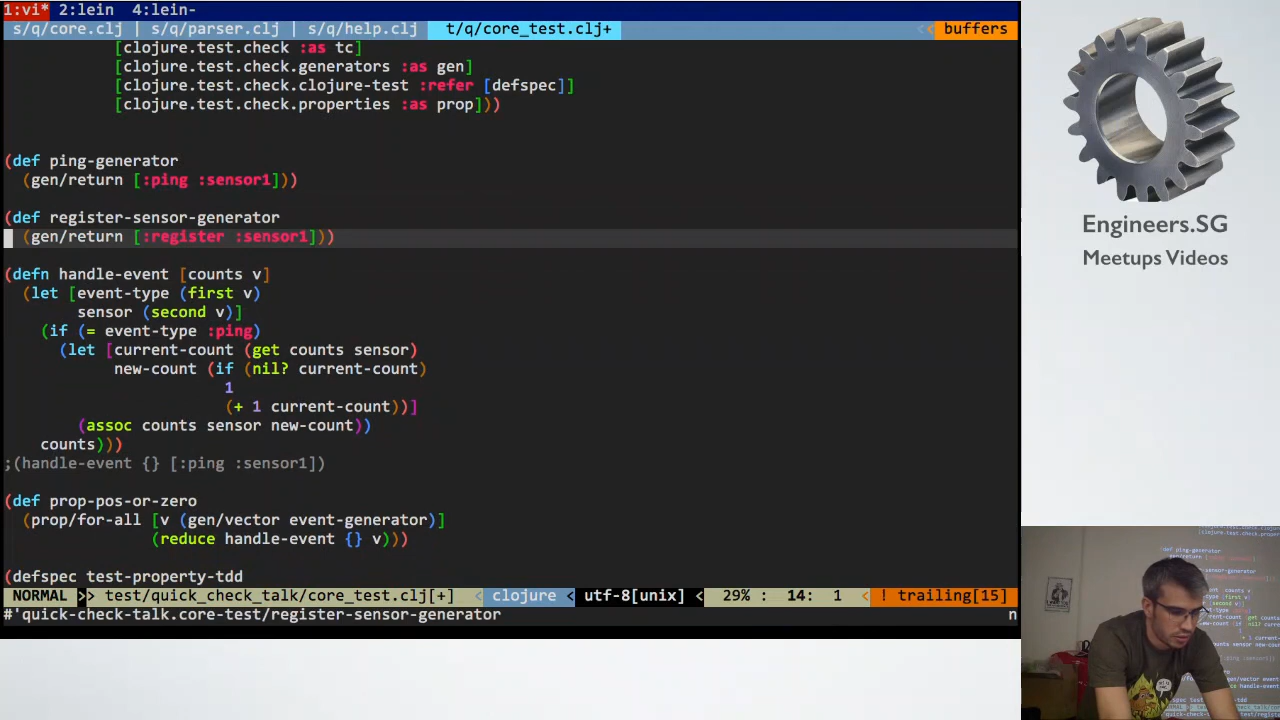 1:vi* 2:lein 4:lein-
s/q/core.clj | s/q/parser.clj | s/q/help.clj t/q/core_test.clj+ buffers
[clojure.test.check :as tc]
[clojure.test.check.generators :as gen]
[clojure.test.check.clojure-test :refer [defspec]]
[clojure.test.check.properties :as prop]))
(def ping-generator
(gen/return [:ping :sensor1]))
(def register-sensor-generator
(gen/return [:register :sensor1]))
(defn handle-event [counts v]
(let [event-type (first v)
sensor (second v)]
(if (= event-type :ping)
(let [current-count (get counts sensor)
new-count (if (nil? current-count)
1
(+ 1 current-count))]
(assoc counts sensor new-count))
counts)))
;(handle-event {} [:ping :sensor1])
(def prop-pos-or-zero
(prop/for-all [v (gen/vector event-generator)]
(reduce handle-event {} v)))
(defspec test-property-tdd
NORMAL >> test/quick_check_talk/core_test.clj[+] < clojure < utf-8[unix] < 29% : 14: 1 < ! trailing[15]
#'quick-check-talk.core-test/register-sensor-generator n
Engineers.SG
Meetups Videos